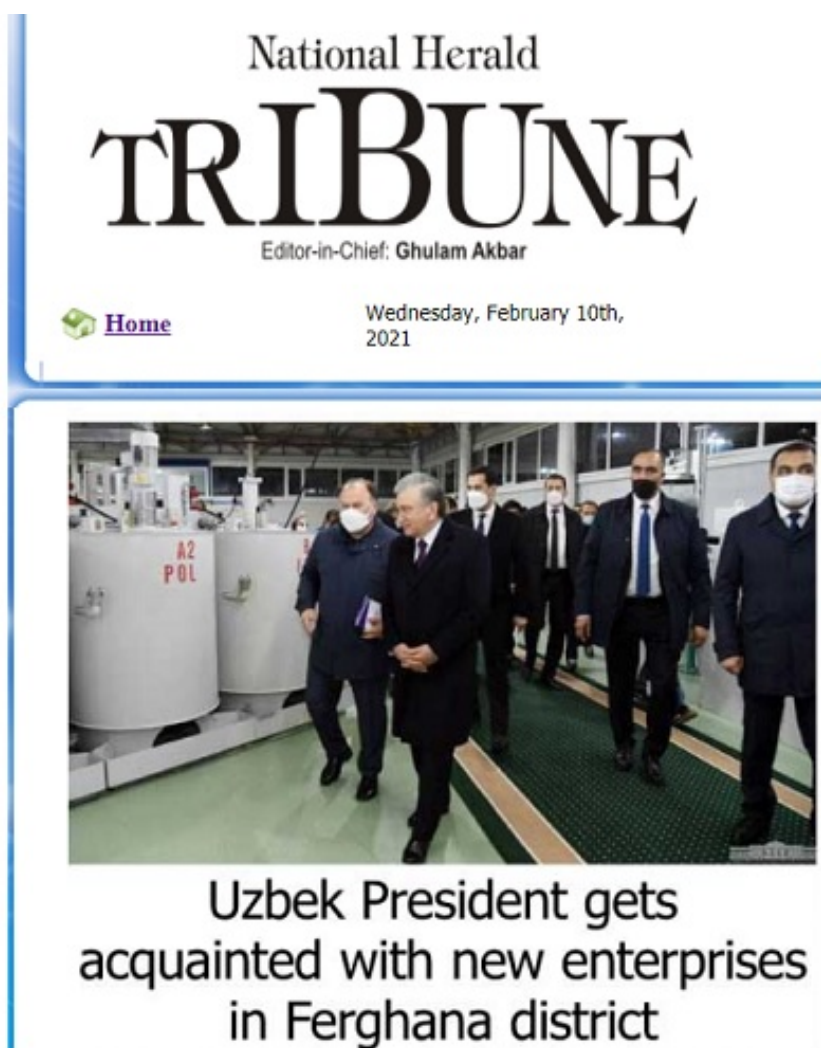 National Herald
TRIBUNE
Editor-in-Chief: Ghulam Akbar
Home
Wednesday, February 10th,
2021
A2
POL
Uzbek President gets
acquainted with new enterprises
in Ferghana district